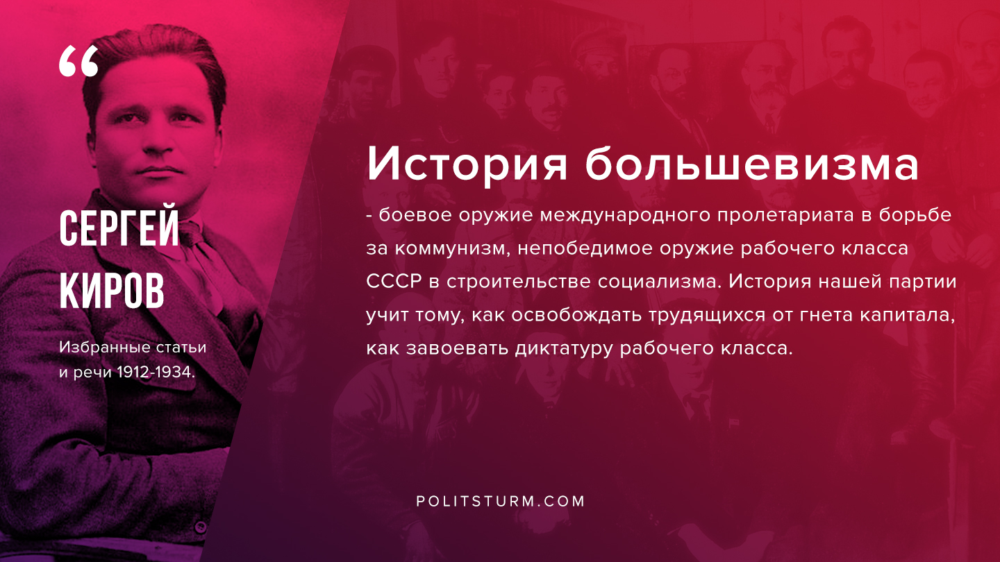 “
СЕРГЕЙ
КИРОВ
Избранные статьи
и речи 1912-1934.
История большевизма
- боевое оружие международного пролетариата в борьбе
за коммунизм, непобедимое оружие рабочего класса
СССР в строительстве социализма. История нашей партии
учит тому, как освобождать трудящихся от гнета капитала,
как завоевать диктатуру рабочего класса.
POLITSTURM.COM